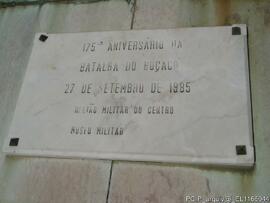 175º ANIVERSÁRIO DA
BATALHA DO BUÇACO
27 DE SETEMBRO DE 1985
REGIÃO MILITAR DO CENTRO
MUSEU MILITAR